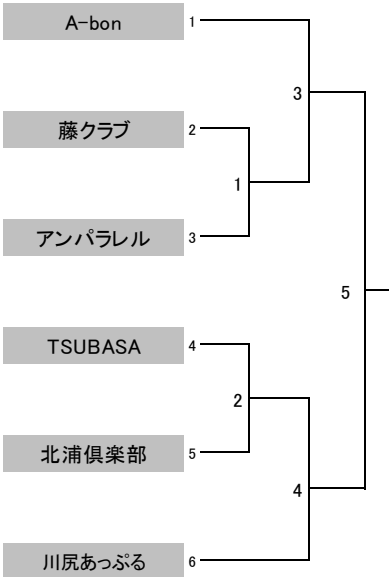 A-bon 1
3
藤クラブ 2
1
アンパラレル 3
5
TSUBASA 4
2
北浦倶楽部 5
4
川尻あっぷる 6